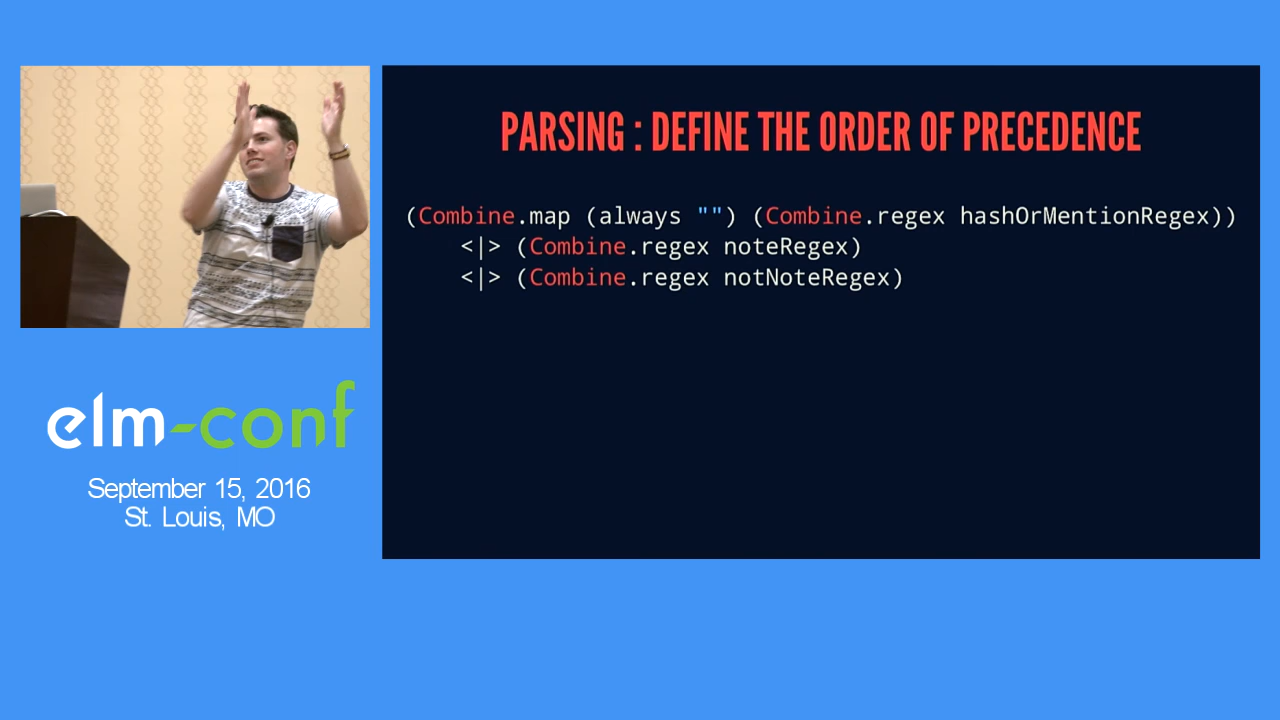 PARSING : DEFINE THE ORDER OF PRECEDENCE
(Combine.map (always "") (Combine.regex hashOrMentionRegex))
    <|> (Combine.regex noteRegex)
    <|> (Combine.regex notNoteRegex)
elm-conf
September 15, 2016
St. Louis, MO